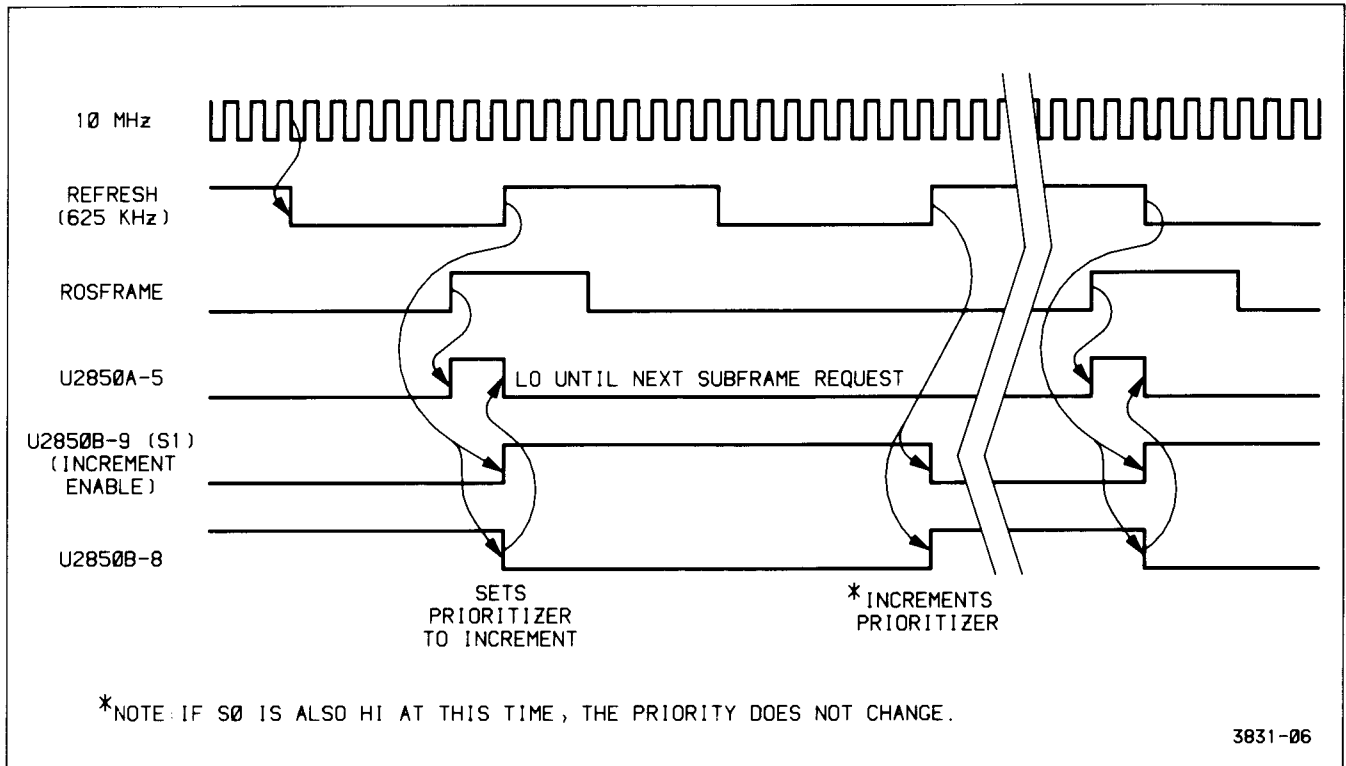 10 MHz
REFRESH
(625 KHz)
ROSFRAME
U2850A-5
LO UNTIL NEXT SUBFRAME REQUEST
U2850B-9 (S1)
(INCREMENT
ENABLE)
U2850B-8
SETS
PRIORITIZER
TO INCREMENT
*INCREMENTS
PRIORITIZER
*NOTE: IF S0 IS ALSO HI AT THIS TIME, THE PRIORITY DOES NOT CHANGE.
3831-06